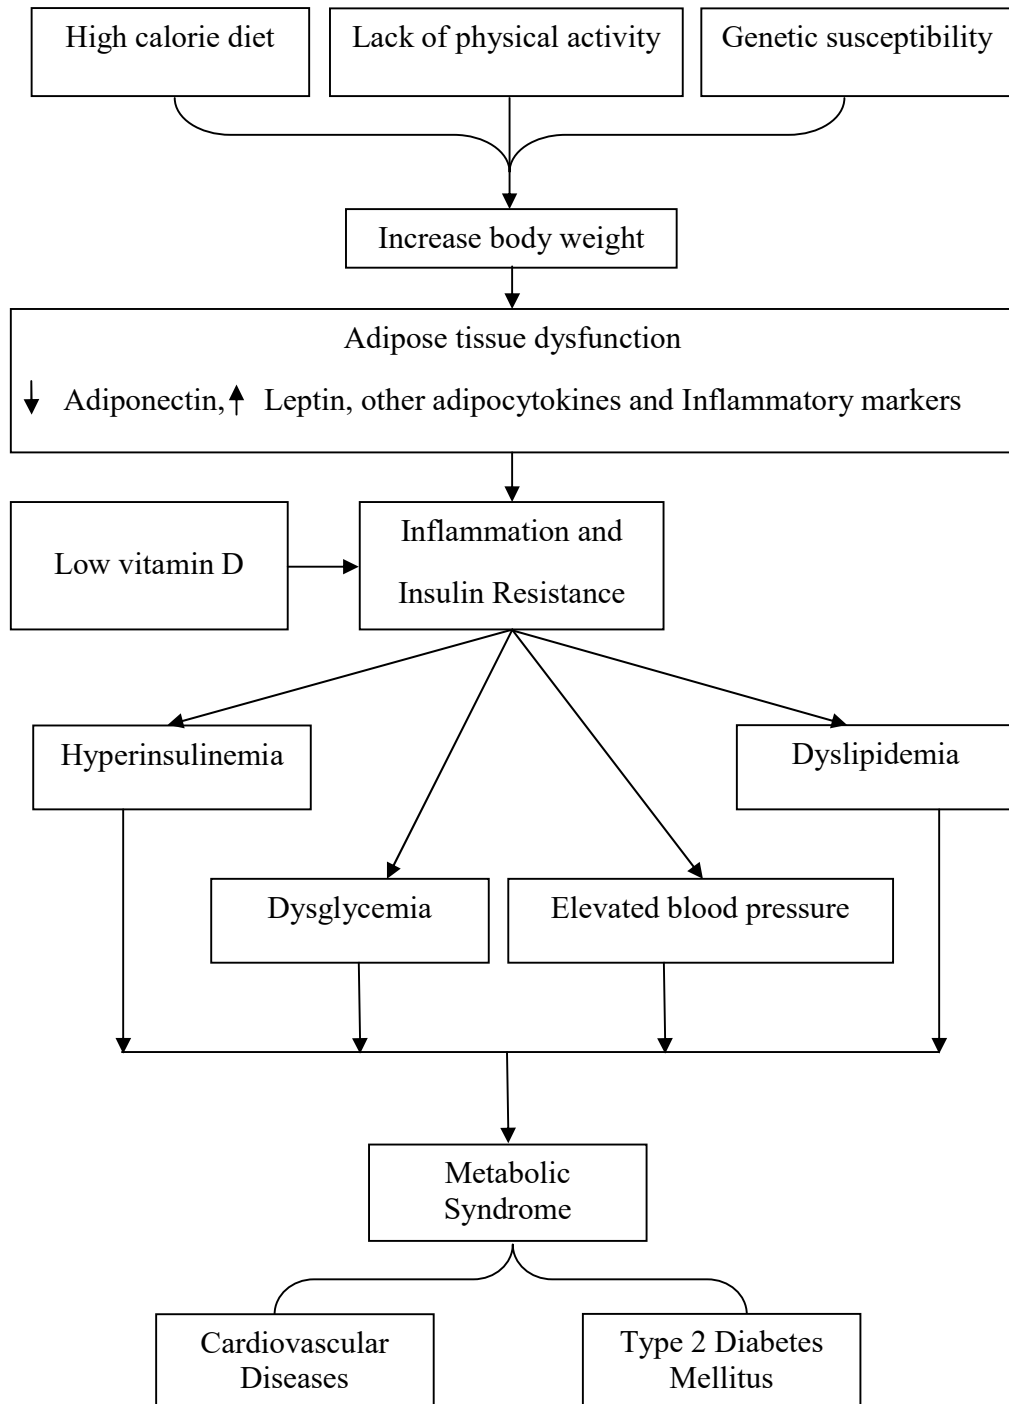 High calorie diet
Lack of physical activity
Genetic susceptibility
Increase body weight
Adipose tissue dysfunction
↓ Adiponectin, ↑ Leptin, other adipocytokines and Inflammatory markers
Low vitamin D
Inflammation and
Insulin Resistance
Hyperinsulinemia
Dyslipidemia
Dysglycemia
Elevated blood pressure
Metabolic
Syndrome
Cardiovascular
Diseases
Type 2 Diabetes
Mellitus